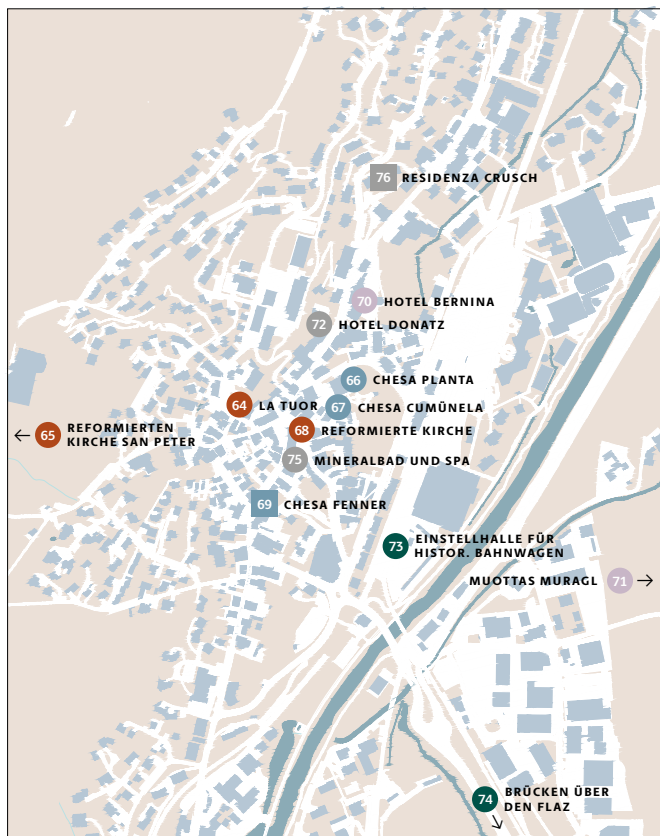 76 RESIDENZA CRUSCH
70 HOTEL BERNINA
72 HOTEL DONATZ
66 CHESA PLANTA
64 LA TUOR
67 CHESA CUMÜNELA
← 65 REFORMIERTEN
KIRCHE SAN PETER
68 REFORMIERTE KIRCHE
75 MINERALBAD UND SPA
69 CHESA FENNER
73 EINSTELLHALLE FÜR
HISTOR. BAHNWAGEN
MUOTTAS MURAGL 71 →
74 BRÜCKEN ÜBER
DEN FLAZ